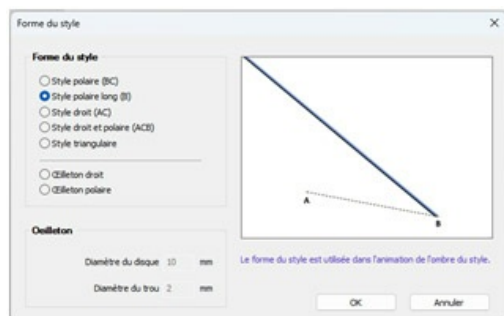 Forme du style
Forme du style
Style polaire (BC)
Style polaire long (B)
Style droit (AC)
Style droit et polaire (ACB)
Style triangulaire
Œilleton droit
Œilleton polaire
Oeilleton
Diamètre du disque 10 mm
Diamètre du trou 2 mm
A
B
Le forme du style est utilisée dans l'animation de l'ombre du style.
OK
Annuler